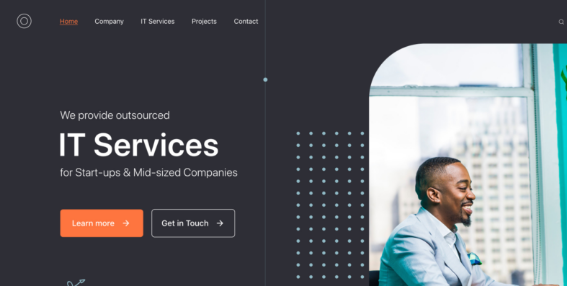 Home Company IT Services Projects Contact
We provide outsourced
IT Services
for Start-ups & Mid-sized Companies
Learn more → Get in Touch →